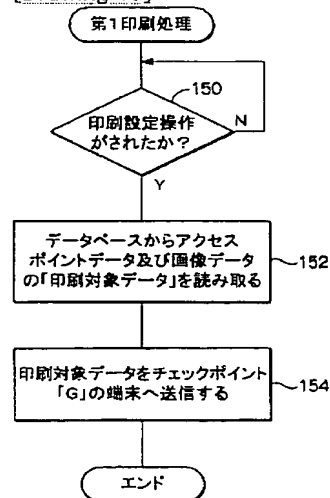 第1印刷処理
150
印刷設定操作
がされたか?
N
Y
データベースからアクセス
ポイントデータ及び画像データ
の「印刷対象データ」を読み取る
152
印刷対象データをチェックポイント
「G」の端末へ送信する
154
エンド